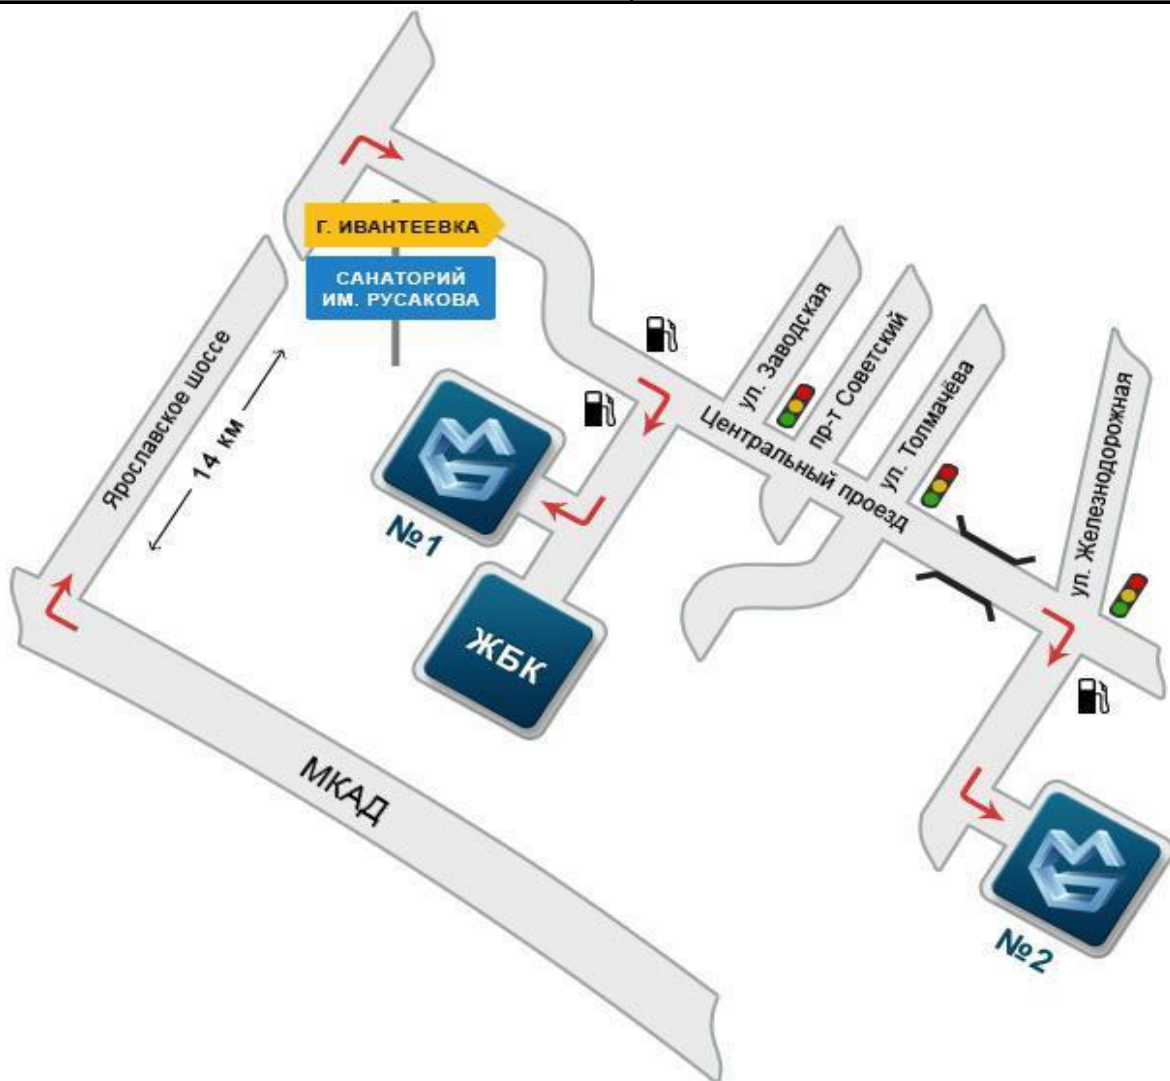 Г. ИВАНТЕЕВКА
САНАТОРИЙ
ИМ. РУСАКОВА
Ярославское шоссе
14 км
ул. Заводская
пр-т Советский
ул. Толмачёва
ул. Железнодорожная
Центральный проезд
№1
ЖБК
МКАД
№2